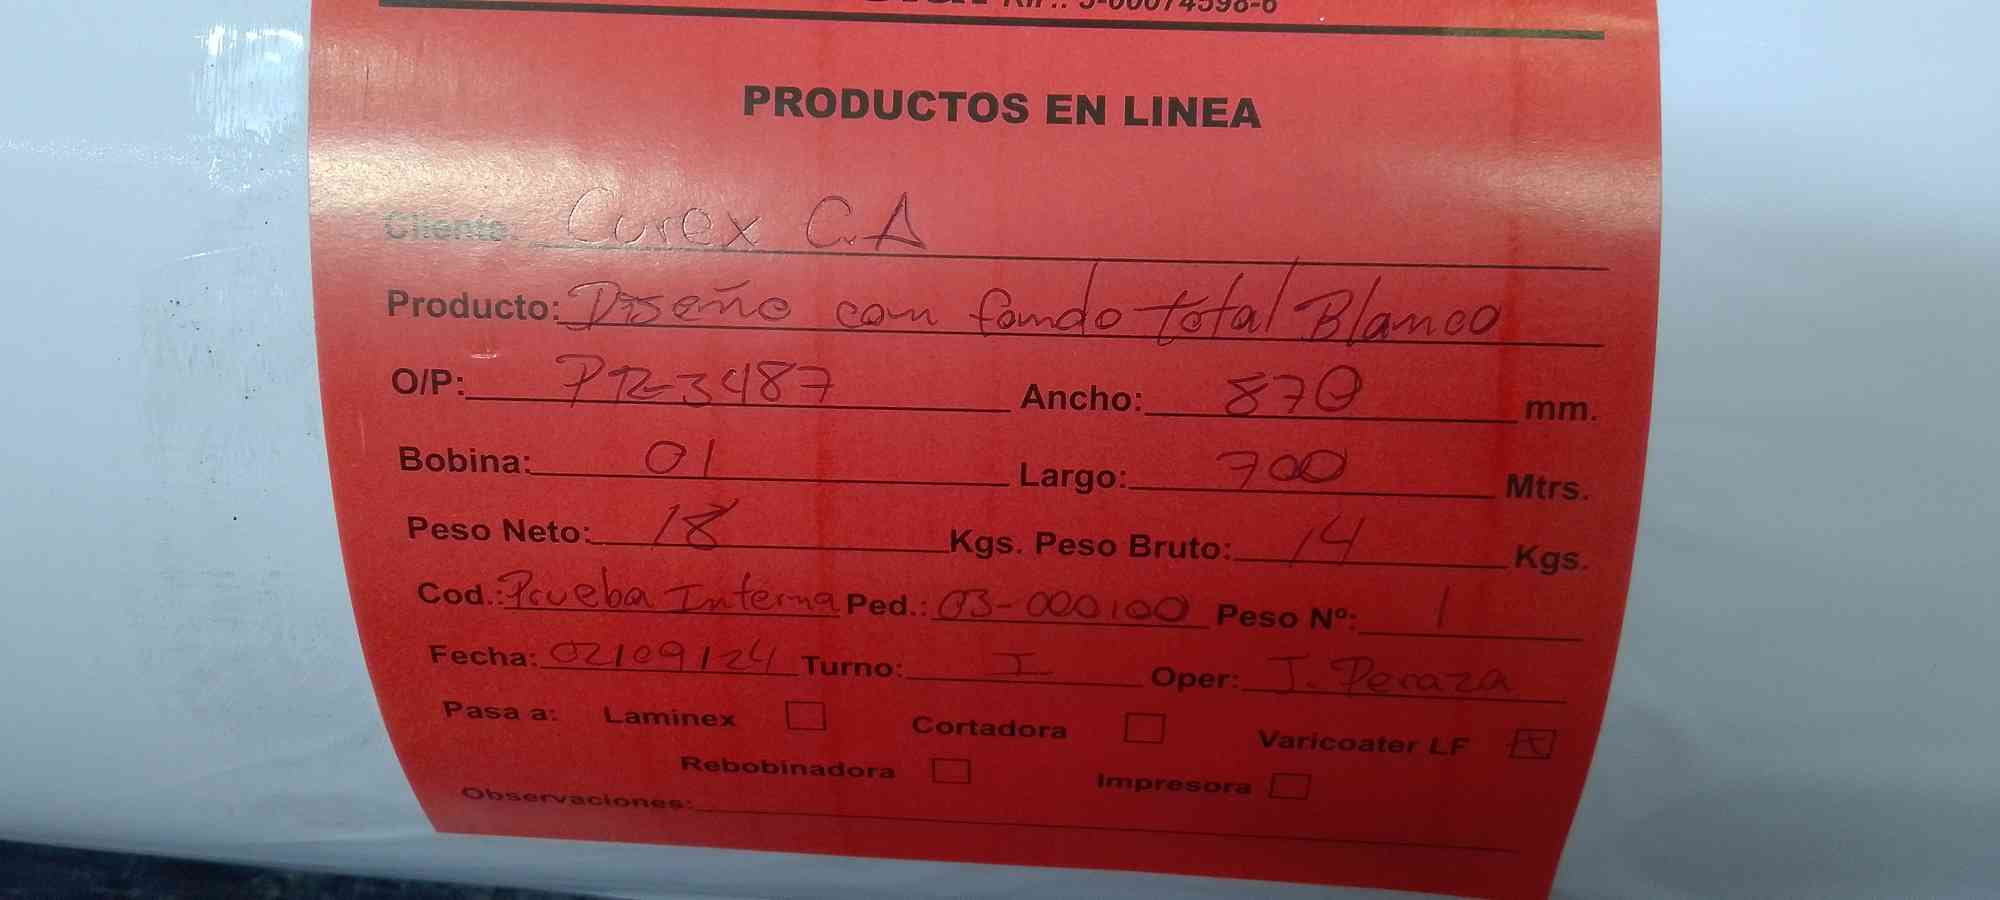 RIF.: J-00074598-6
PRODUCTOS EN LINEA
Cliente: Curex C.A
Producto: Diseño con fondo total Blanco
O/P: PR-3487 Ancho: 870 mm.
Bobina: 01 Largo: 700 Mtrs.
Peso Neto: 18 Kgs. Peso Bruto: 14 Kgs.
Cod.: Prueba Interna Ped.: 03-000100 Peso Nº: 1
Fecha: 02/09/24 Turno: I Oper: J. Peraza
Pasa a: Laminex Cortadora Varicoater LF X
Rebobinadora Impresora
Observaciones: